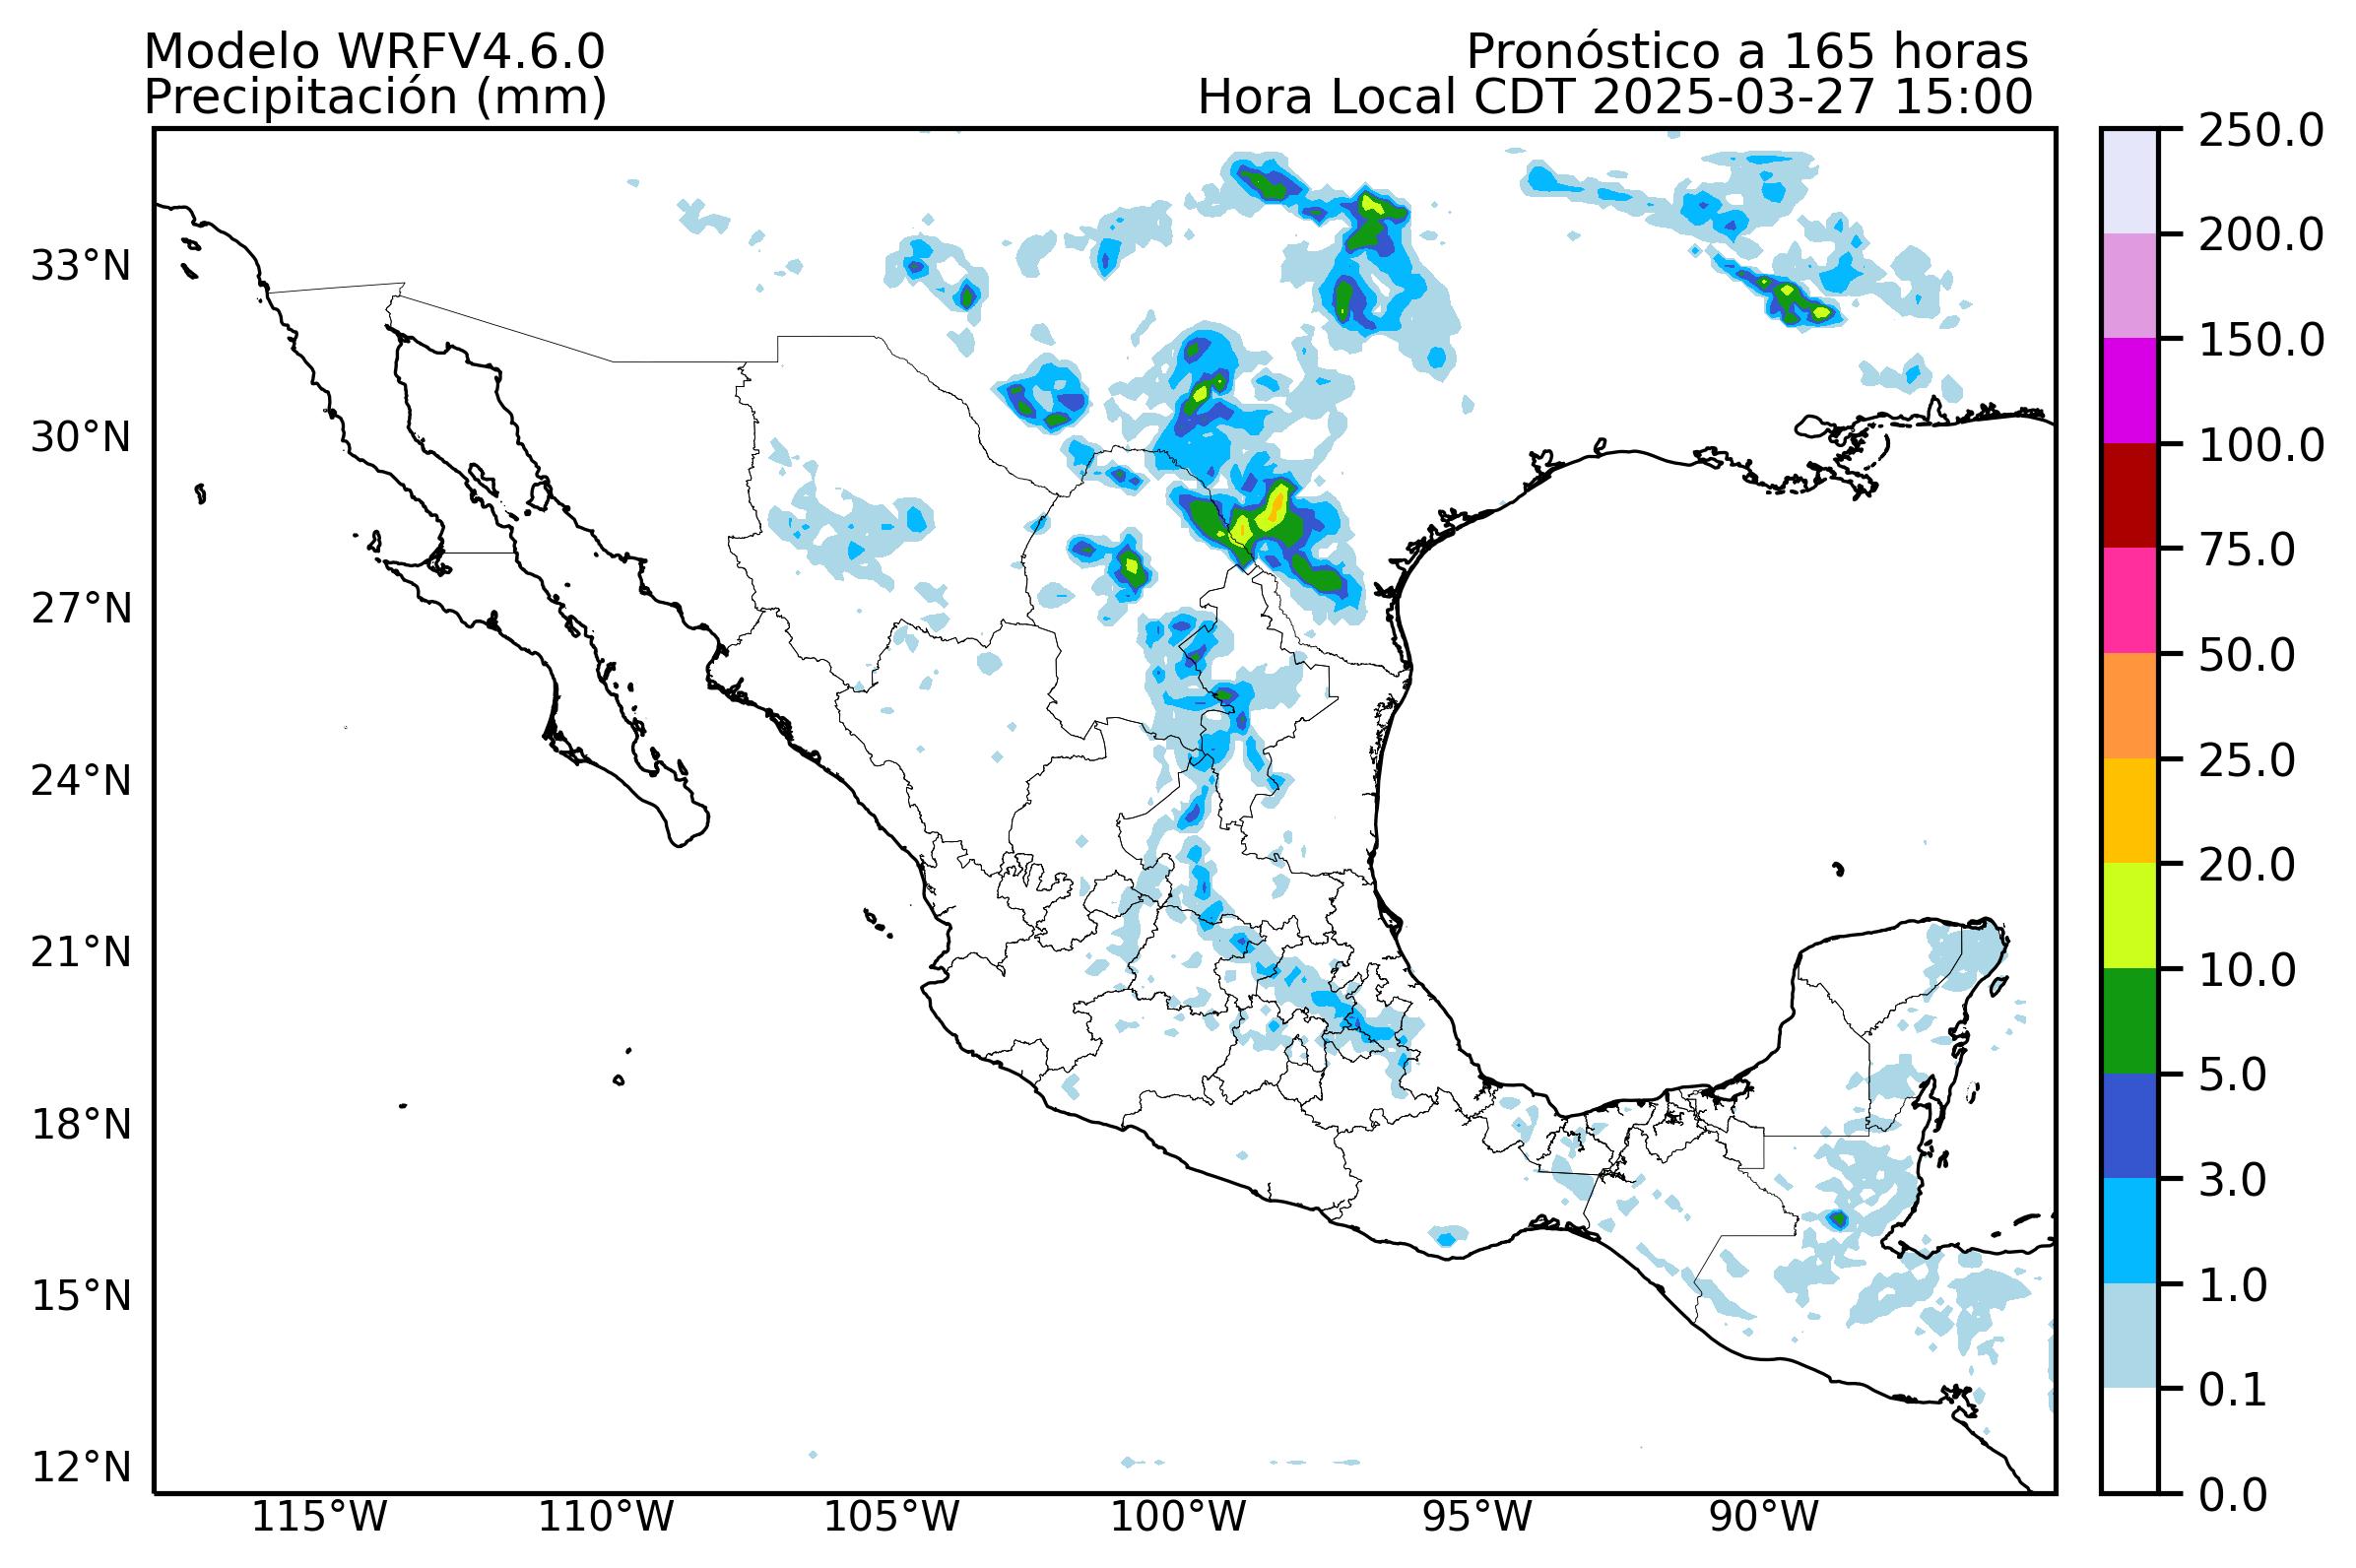 Modelo WRFV4.6.0
Precipitación (mm)
Pronóstico a 165 horas
Hora Local CDT 2025-03-27 15:00
33°N
30°N
27°N
24°N
21°N
18°N
15°N
12°N
115°W
110°W
105°W
100°W
95°W
90°W
250.0
200.0
150.0
100.0
75.0
50.0
25.0
20.0
10.0
5.0
3.0
1.0
0.1
0.0